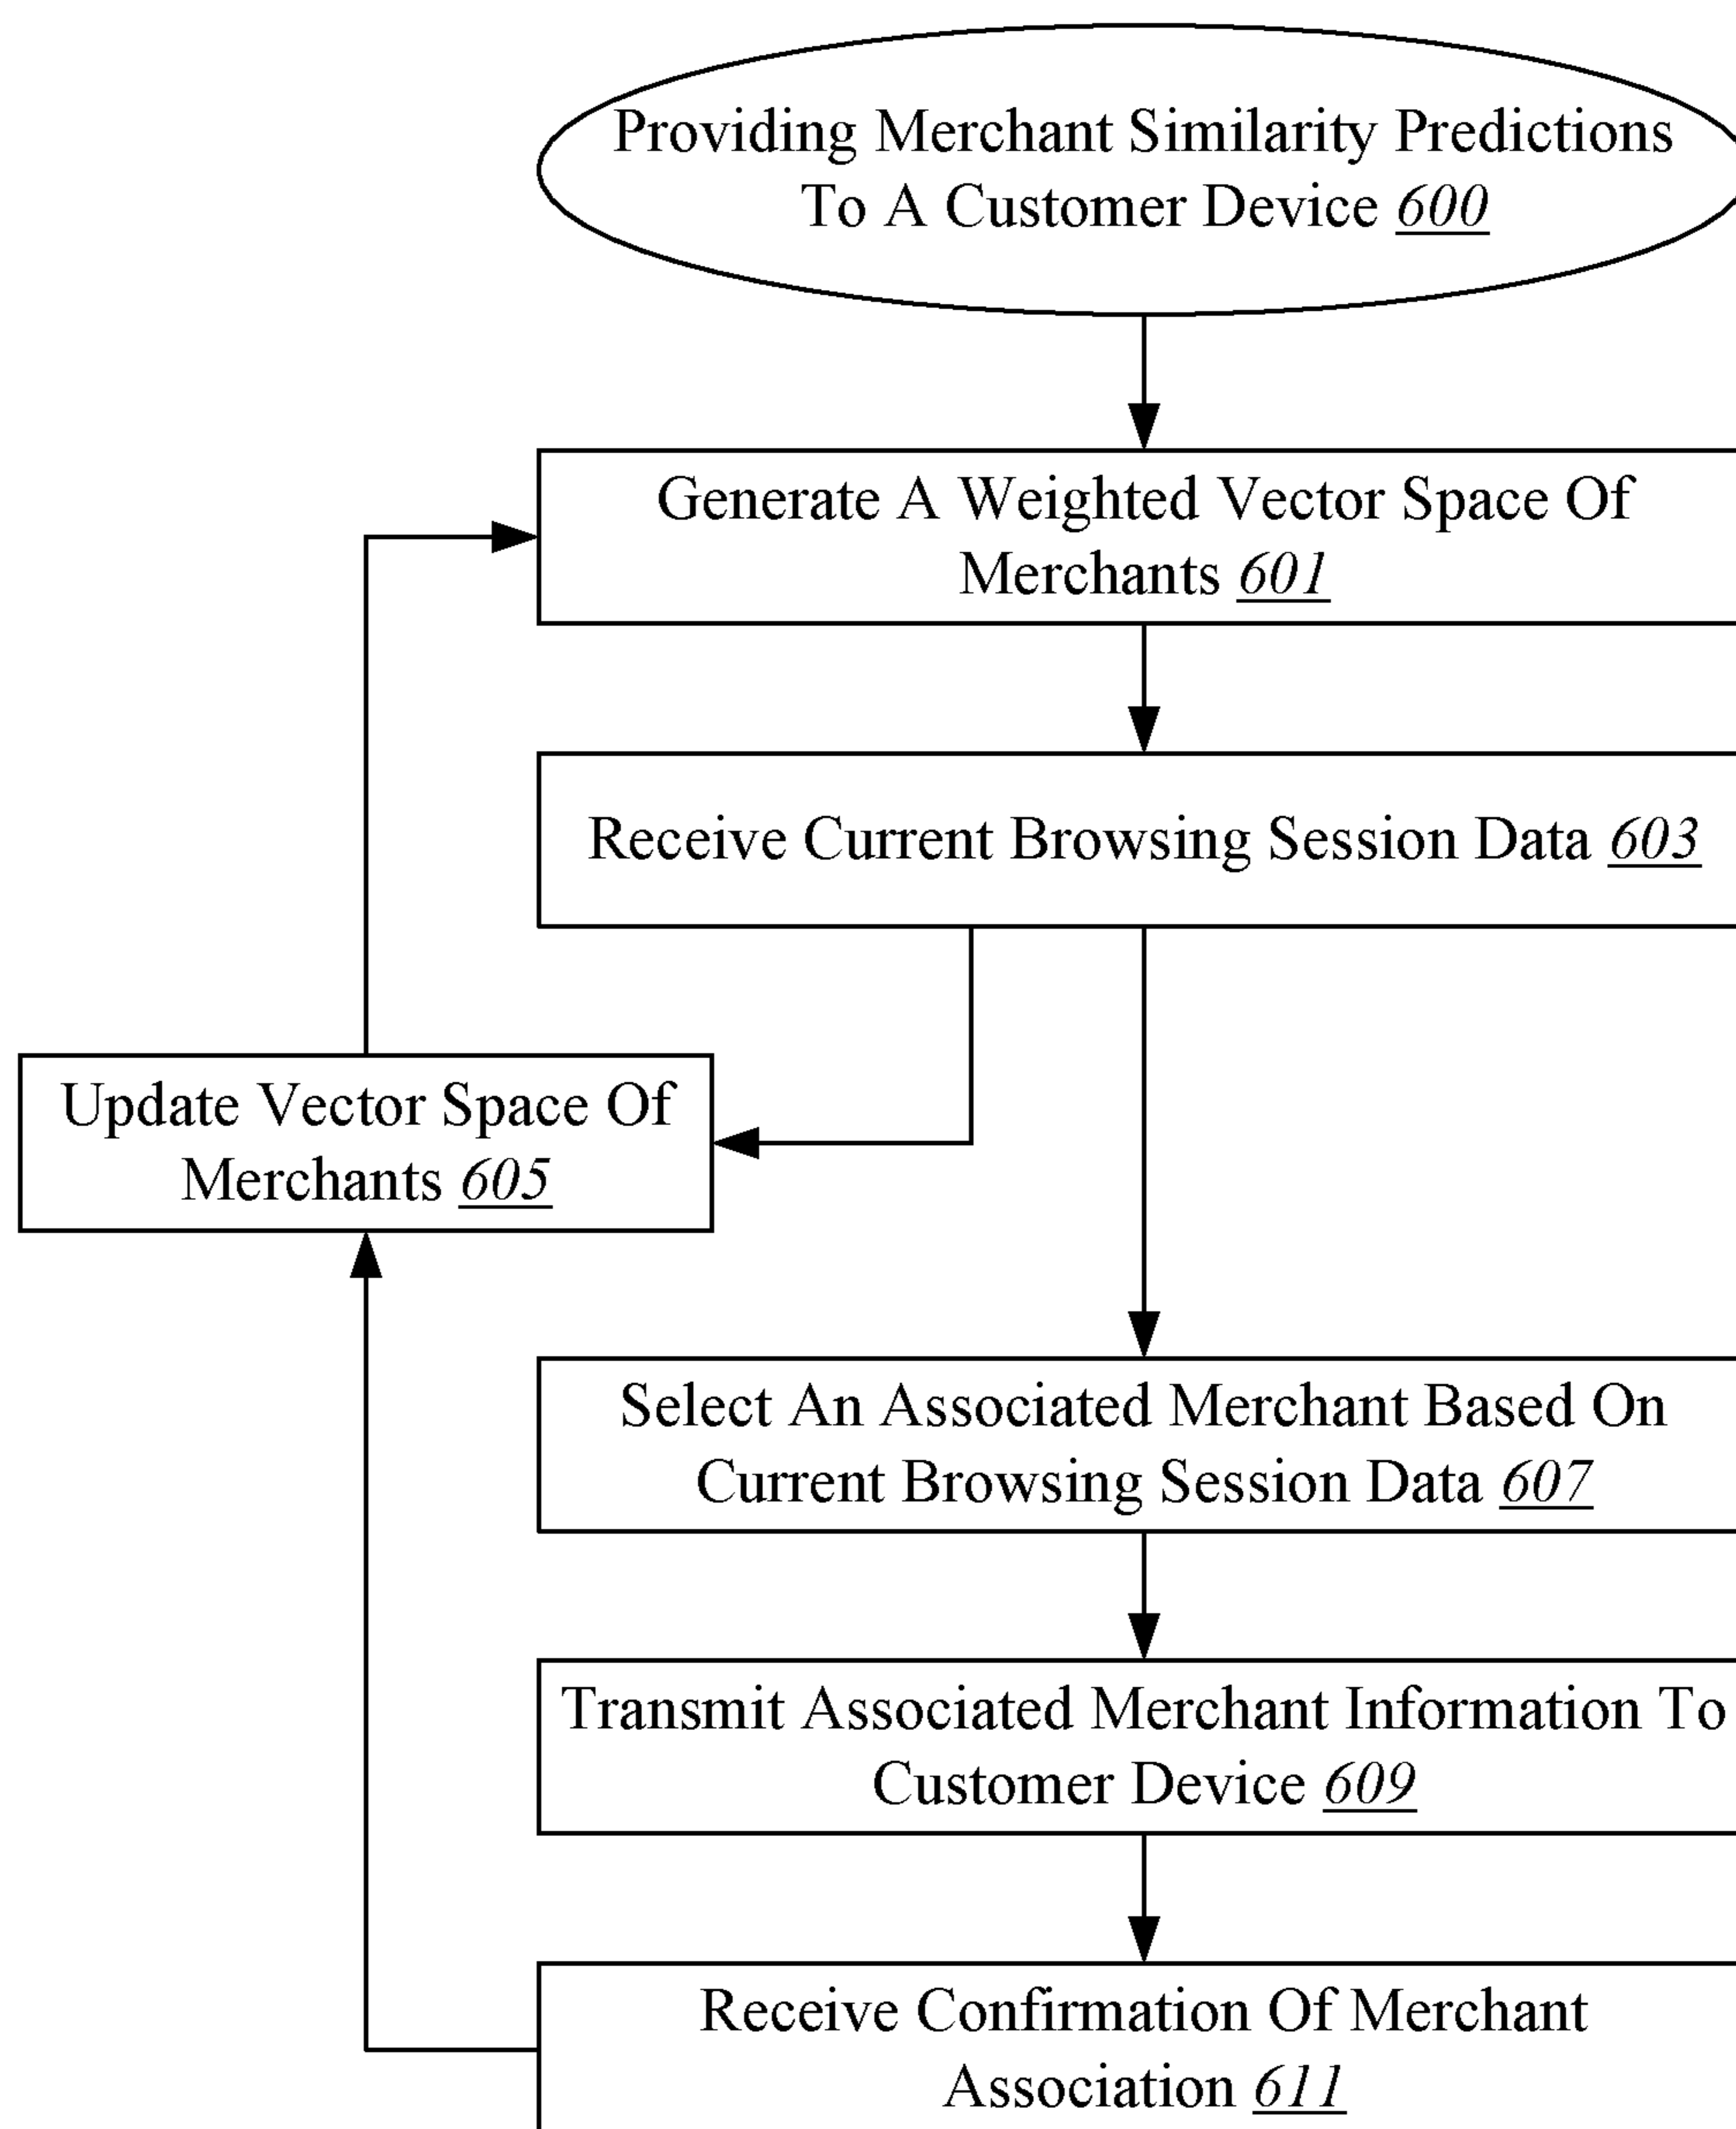 Providing Merchant Similarity Predictions
To A Customer Device 600
Generate A Weighted Vector Space Of
Merchants 601
Receive Current Browsing Session Data 603
Update Vector Space Of
Merchants 605
Select An Associated Merchant Based On
Current Browsing Session Data 607
Transmit Associated Merchant Information To
Customer Device 609
Receive Confirmation Of Merchant
Association 611